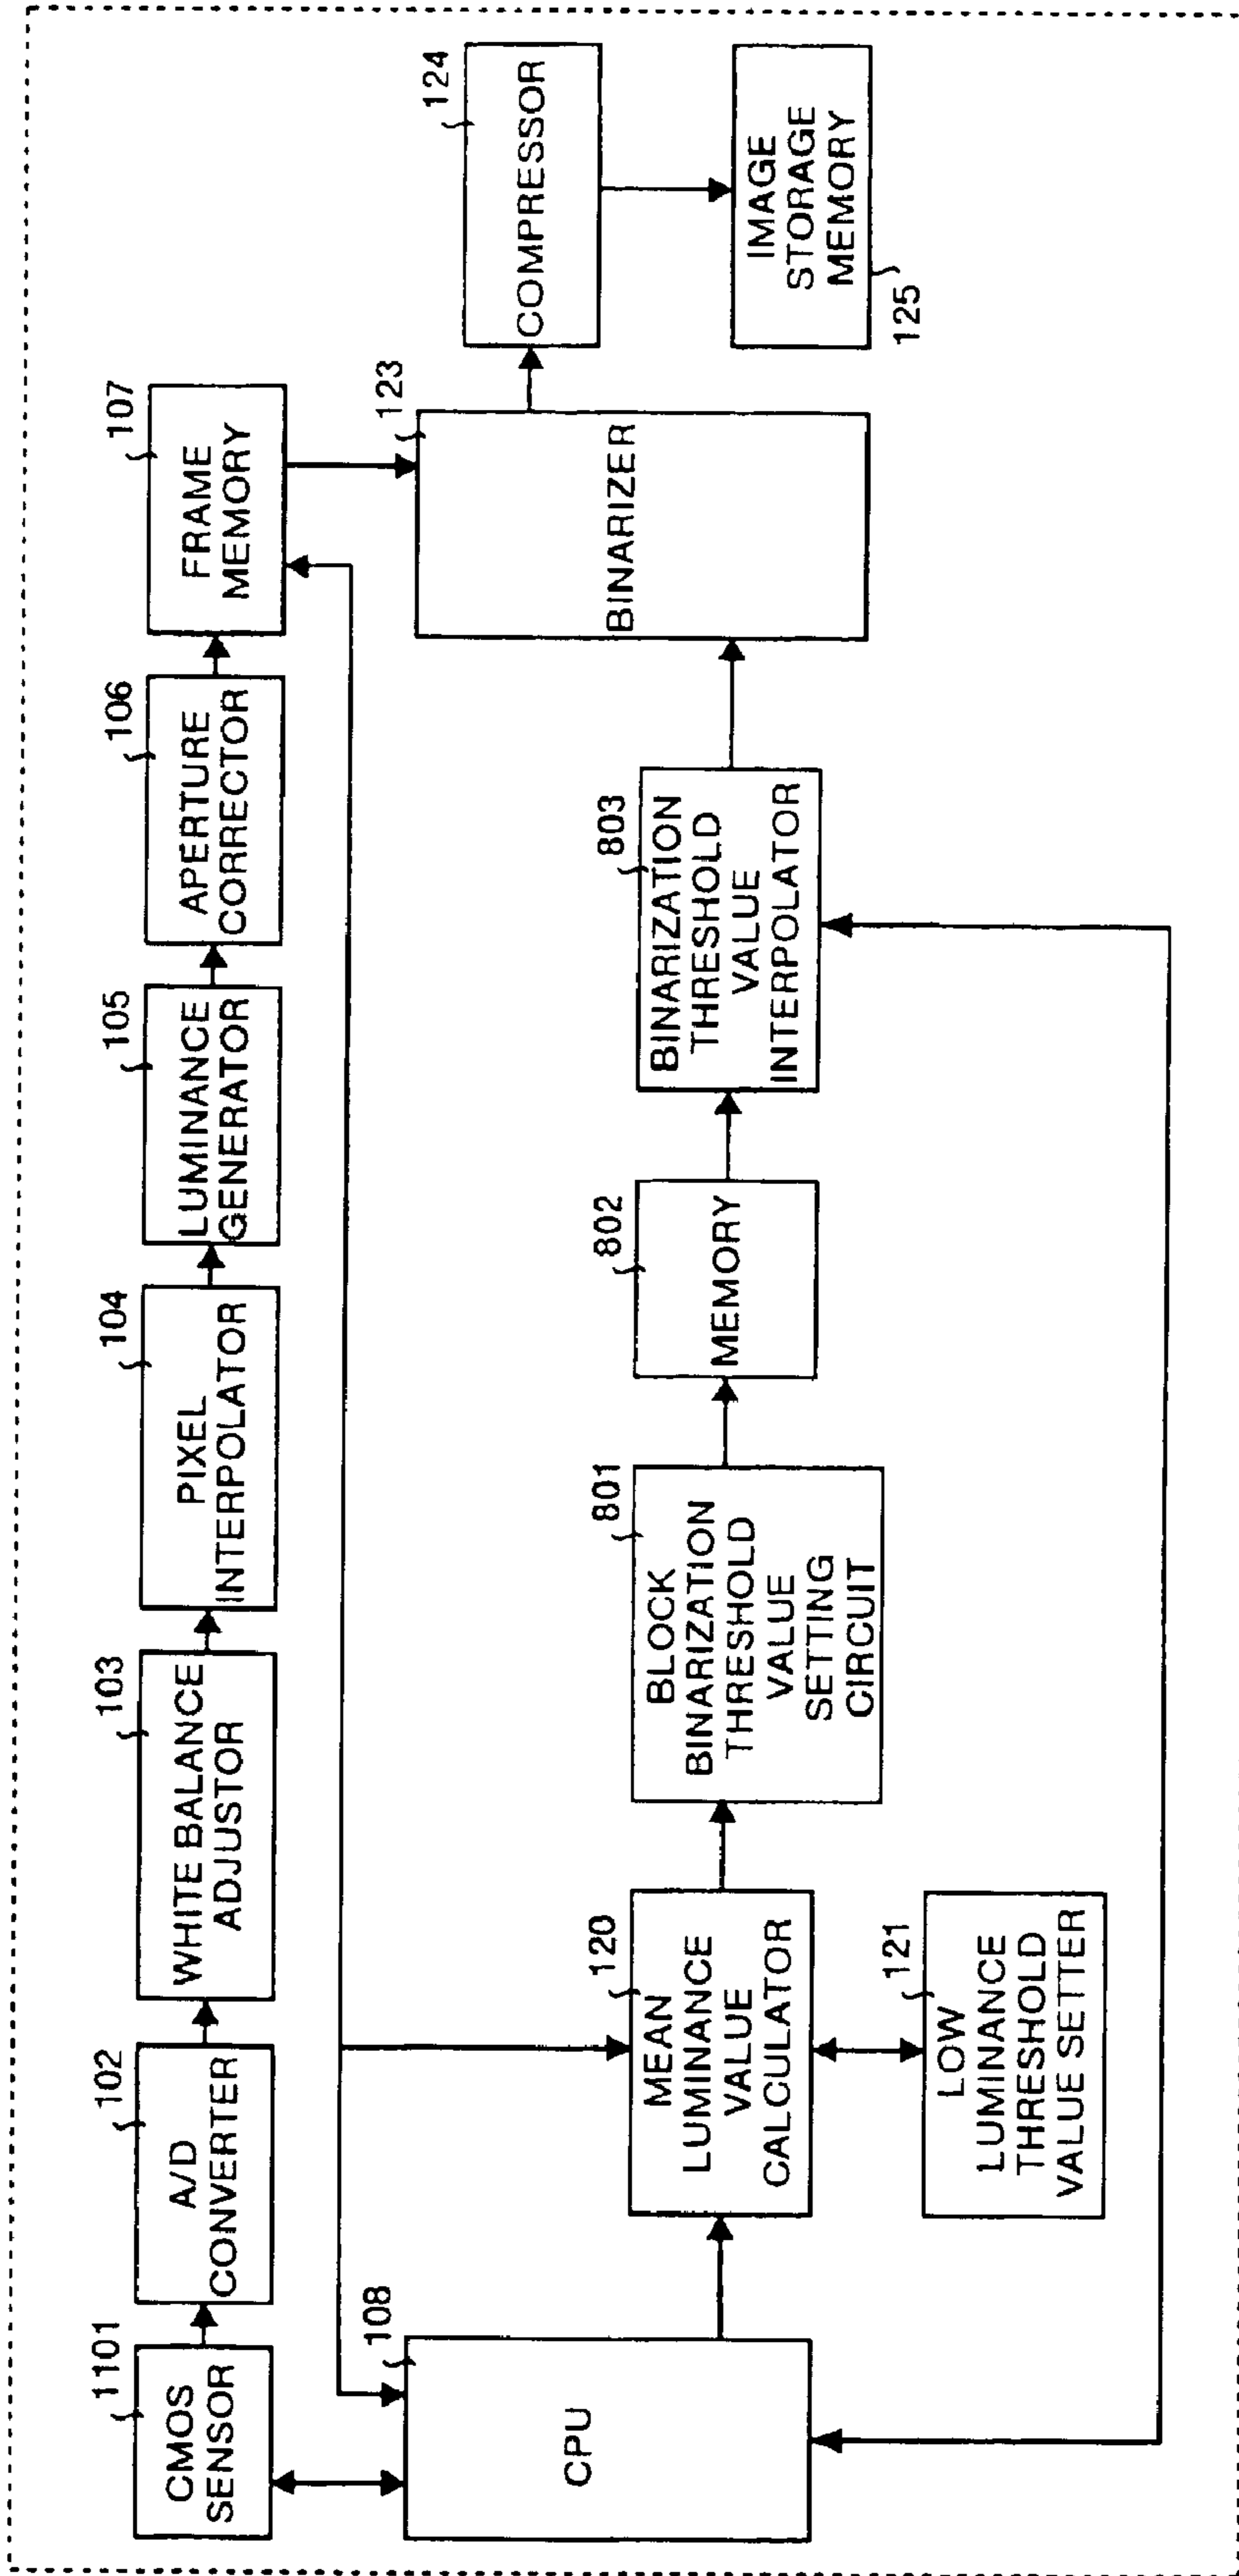 1101
CMOS
SENSOR
102
A/D
CONVERTER
103
WHITE BALANCE
ADJUSTOR
104
PIXEL
INTERPOLATOR
105
LUMINANCE
GENERATOR
106
APERTURE
CORRECTOR
107
FRAME
MEMORY
108
CPU
120
MEAN
LUMINANCE
VALUE
CALCULATOR
121
LOW
LUMINANCE
THRESHOLD
VALUE SETTER
801
BLOCK
BINARIZATION
THRESHOLD
VALUE
SETTING
CIRCUIT
802
MEMORY
803
BINARIZATION
THRESHOLD
VALUE
INTERPOLATOR
123
BINARIZER
124
COMPRESSOR
IMAGE
STORAGE
MEMORY
125